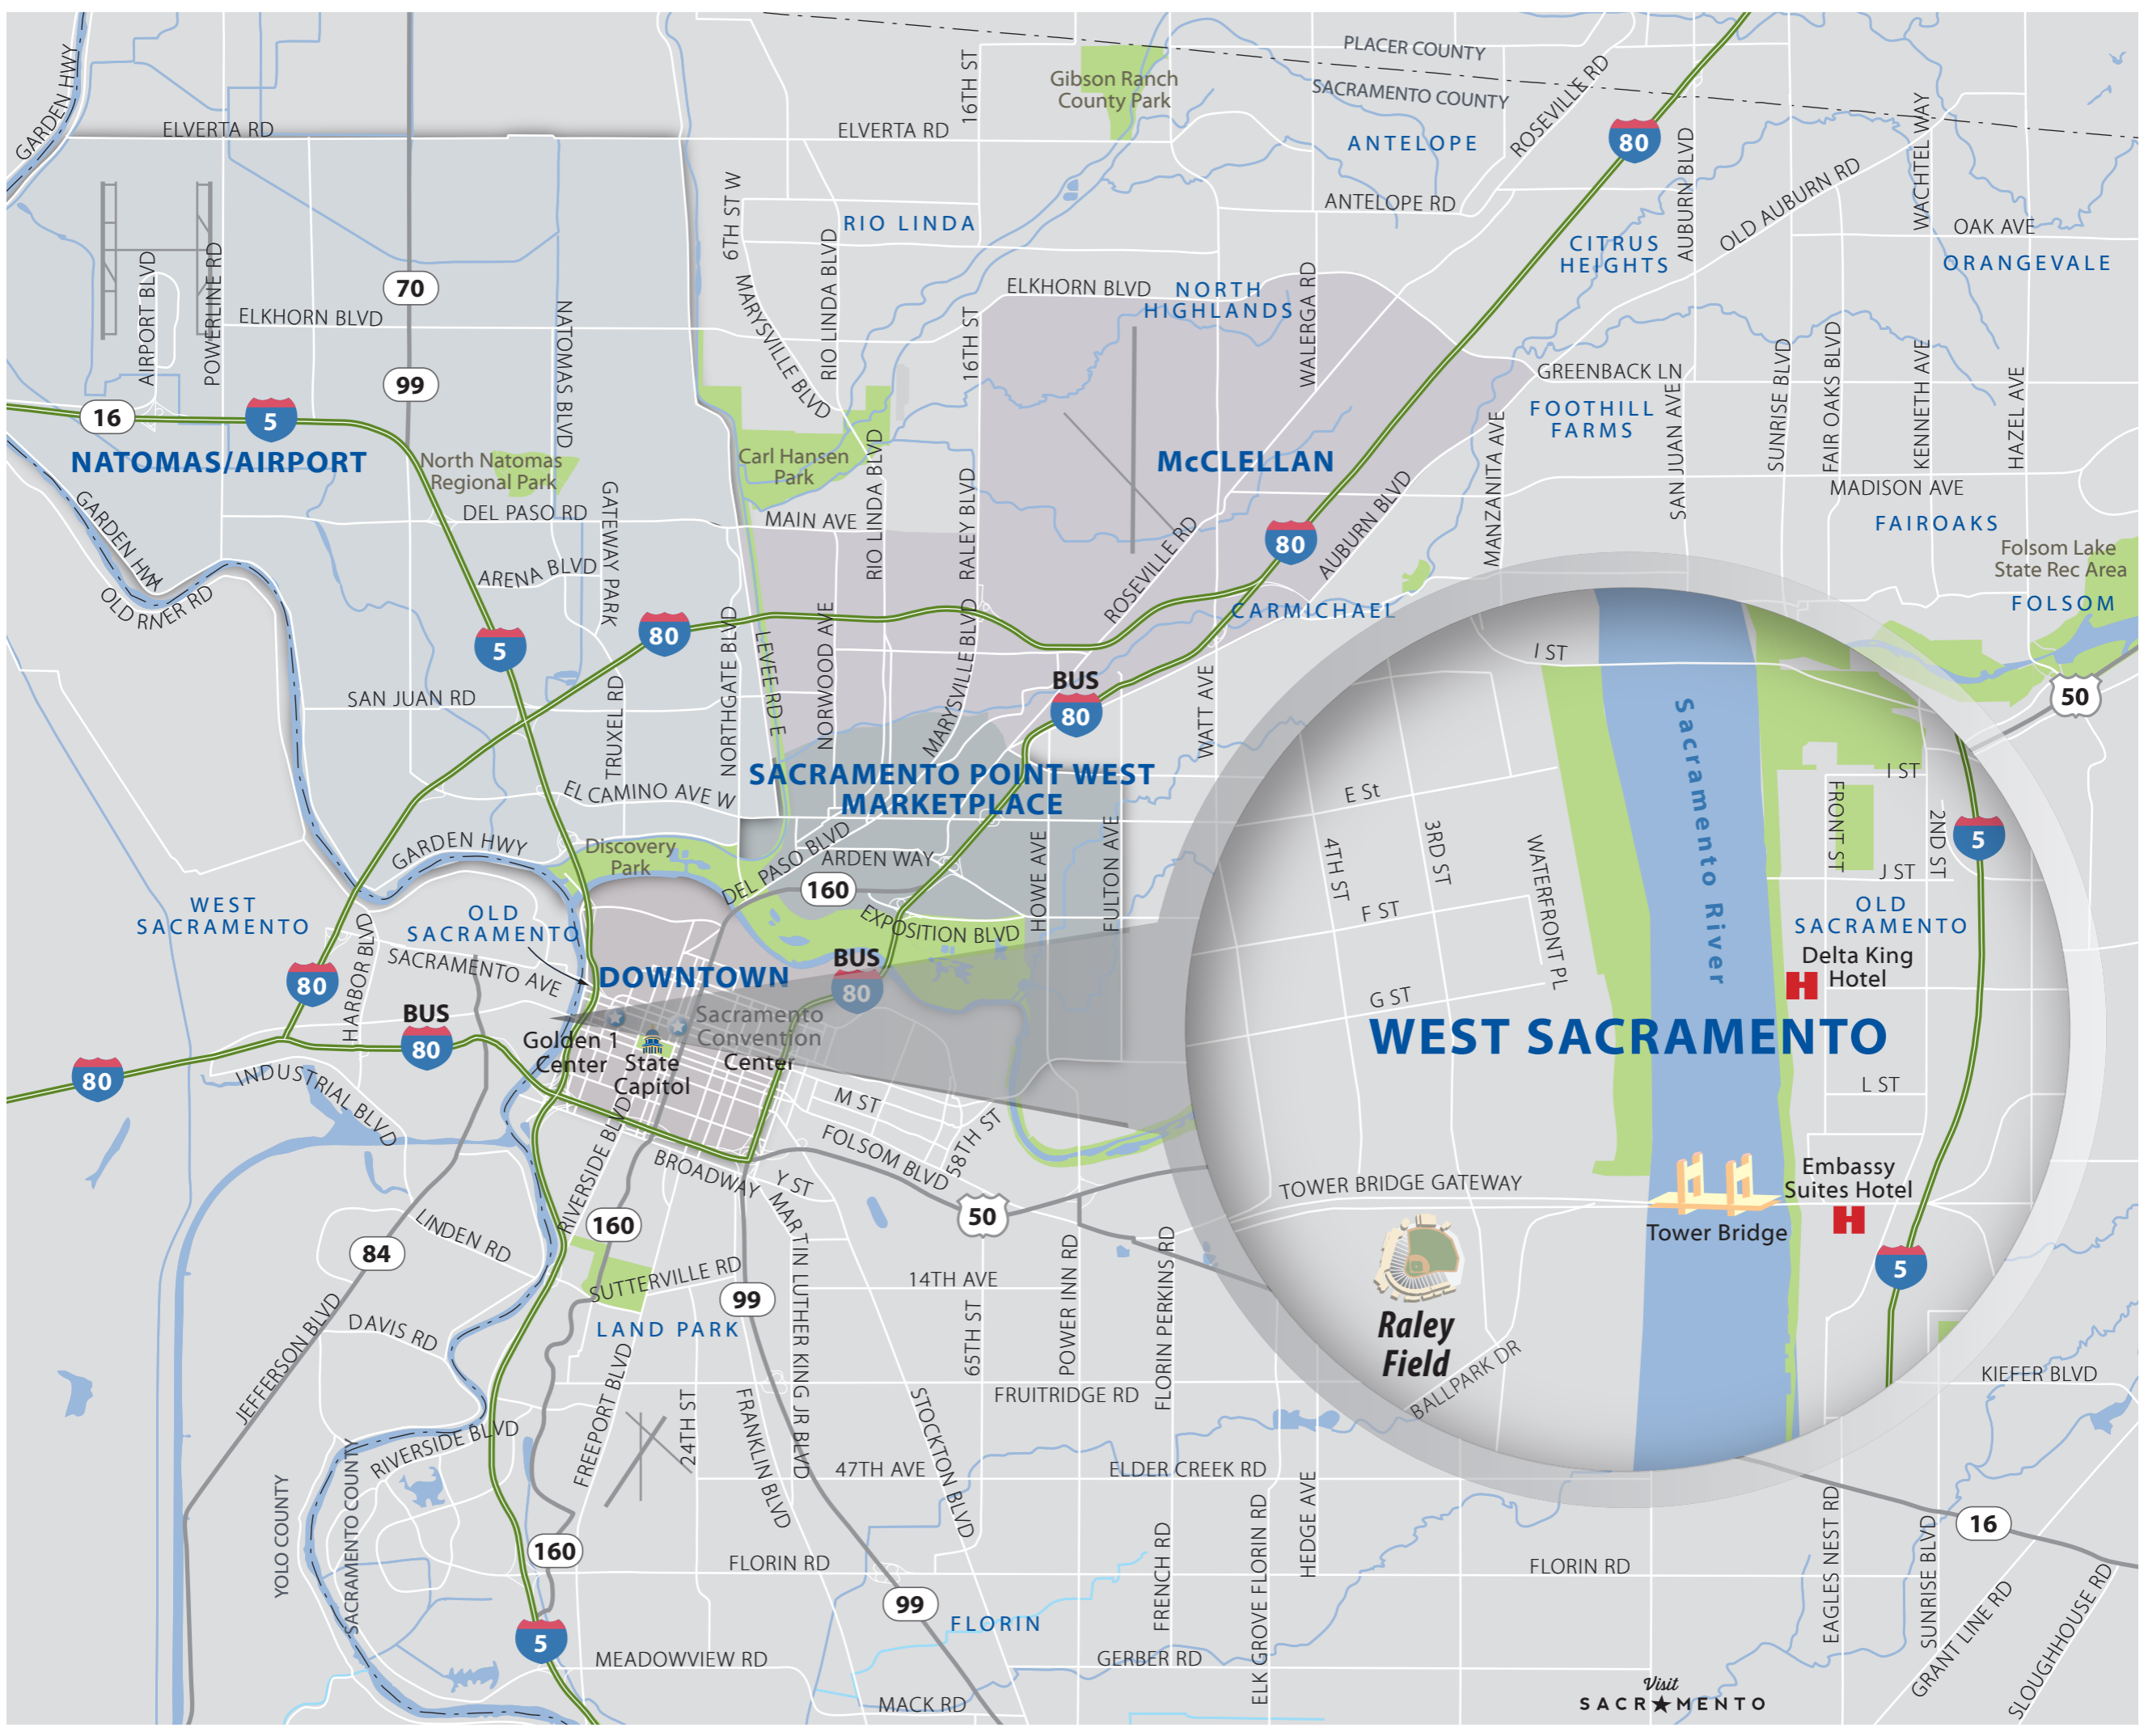 PLACER COUNTY
SACRAMENTO COUNTY
GARDEN HWY
ELVERTA RD
ELVERTA RD
16TH ST
Gibson Ranch
County Park
ANTELOPE
ROSEVILLE RD
80
AUBURN BLVD
OLD AUBURN RD
WACHTEL WAY
ANTELOPE RD
OAK AVE
ORANGEVALE
6TH ST W
RIO LINDA
RIO LINDA BLVD
MARYSVILLE BLVD
CITRUS
HEIGHTS
AIRPORT BLVD
POWERLINE RD
70
ELKHORN BLVD
ELKHORN BLVD
NORTH
HIGHLANDS
WALERGA RD
NATOMAS BLVD
16TH ST
99
GREENBACK LN
SAN JUAN AVE
SUNRISE BLVD
FAIR OAKS BLVD
KENNETH AVE
HAZEL AVE
16
5
NATOMAS/AIRPORT
FOOTHILL
FARMS
MANZANITA AVE
North Natomas
Regional Park
Carl Hansen
Park
McCLELLAN
MADISON AVE
FAIROAKS
GARDEN HWY
OLD RIVER RD
DEL PASO RD
GATEWAY PARK
MAIN AVE
RIO LINDA BLVD
RALEY BLVD
ROSEVILLE RD
80
AUBURN BLVD
ARENA BLVD
Folsom Lake
State Rec Area
FOLSOM
CARMICHAEL
5
80
NORTHGATE BLVD
LEVEE RD E
NORWOOD AVE
MARYSVILLE BLVD
BUS
80
WATT AVE
50
SAN JUAN RD
TRUXEL RD
SACRAMENTO POINT WEST
MARKETPLACE
EL CAMINO AVE W
GARDEN HWY
Discovery
Park
DEL PASO BLVD
ARDEN WAY
160
EXPOSITION BLVD
HOWE AVE
FULTON AVE
WEST
SACRAMENTO
OLD
SACRAMENTO
HARBOR BLVD
SACRAMENTO AVE
DOWNTOWN
BUS
80
80
BUS
80
80
Golden 1
Center
State
Capitol
Sacramento
Convention
Center
INDUSTRIAL BLVD
M ST
FOLSOM BLVD
58TH ST
RIVERSIDE BLVD
BROADWAY
Y ST
MARTIN LUTHER KING JR BLVD
50
160
84
LINDEN RD
SUTTERVILLE RD
99
14TH AVE
65TH ST
POWER INN RD
FLORIN PERKINS RD
LAND PARK
DAVIS RD
JEFFERSON BLVD
FREEPORT BLVD
24TH ST
FRANKLIN BLVD
STOCKTON BLVD
FRUITRIDGE RD
KIEFER BLVD
RIVERSIDE BLVD
47TH AVE
ELDER CREEK RD
YOLO COUNTY
SACRAMENTO COUNTY
160
FLORIN RD
FLORIN RD
FRENCH RD
ELK GROVE FLORIN RD
HEDGE AVE
EAGLES NEST RD
SUNRISE BLVD
16
GRANT LINE RD
SLOUGHHOUSE RD
99
FLORIN
5
MEADOWVIEW RD
GERBER RD
MACK RD
I ST
Sacramento River
E St
4TH ST
3RD ST
WATERFRONT PL
F ST
G ST
I ST
FRONT ST
2ND ST
5
J ST
OLD
SACRAMENTO
Delta King
Hotel
H
WEST SACRAMENTO
L ST
TOWER BRIDGE GATEWAY
Tower Bridge
Embassy
Suites Hotel
H
5
Raley
Field
BALLPARK DR
Visit
SACR★MENTO